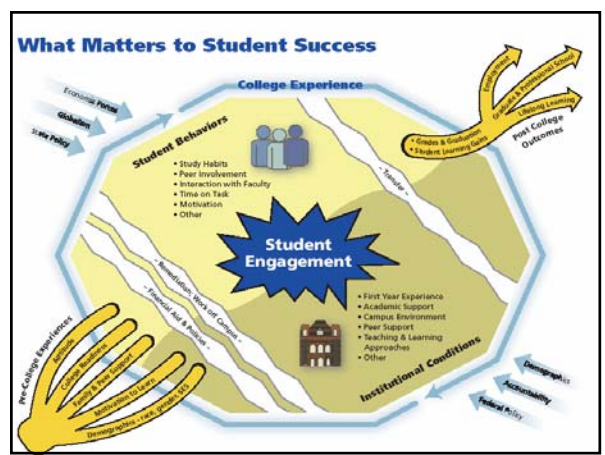 What Matters to Student Success
College Experience
Economic Forces
Globalism
State Policy
Student Behaviors
• Study Habits
• Peer Involvement
• Interaction with Faculty
• Time on Task
• Motivation
• Other
Employment
Graduate & Professional School
Lifelong Learning
• Grades & Graduation
• Student Learning Gains
Post College
Outcomes
– Transfer –
Student
Engagement
– Remediation: Work off Campus –
– Financial Aid & Policies –
• First Year Experience
• Academic Support
• Campus Environment
• Peer Support
• Teaching & Learning
Approaches
• Other
Institutional Conditions
Pre-College Experiences
Aptitude
College Readiness
Family & Peer Support
Motivation to Learn
Demographics - race, gender, SES
Demographics
Accountability
Federal Policy